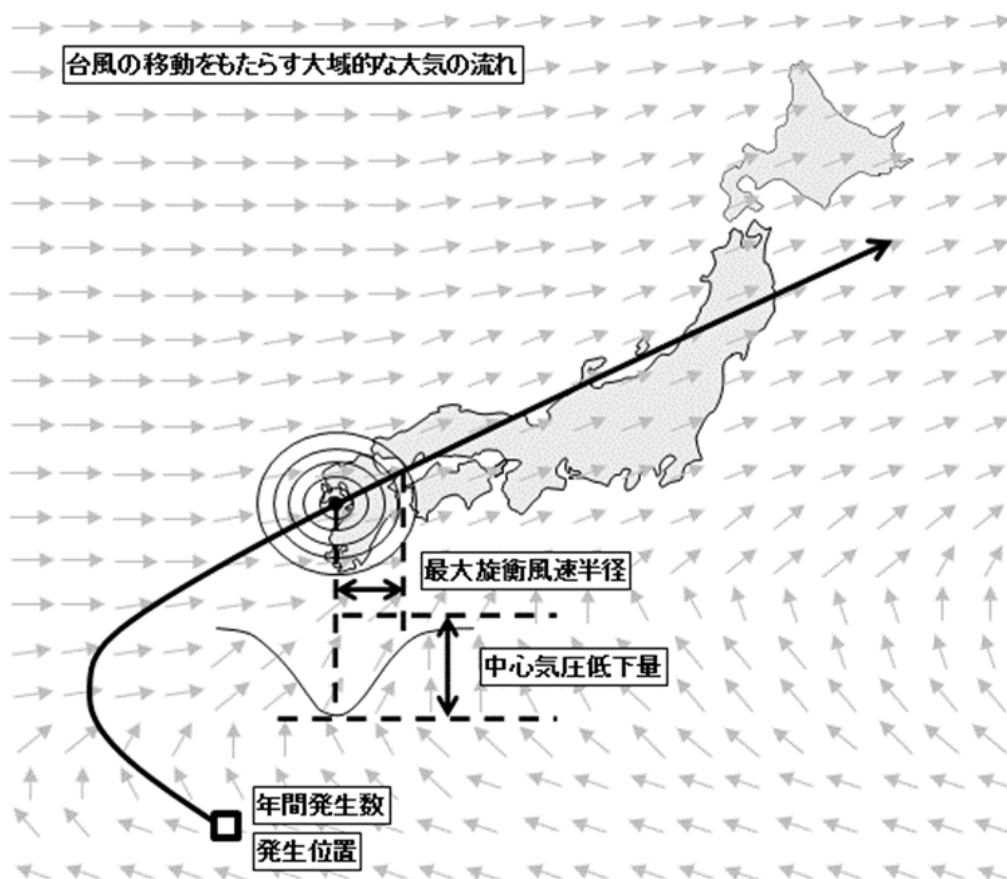 台風の移動をもたらす大域的な大気の流れ
最大旋衡風速半径
中心気圧低下量
年間発生数
発生位置